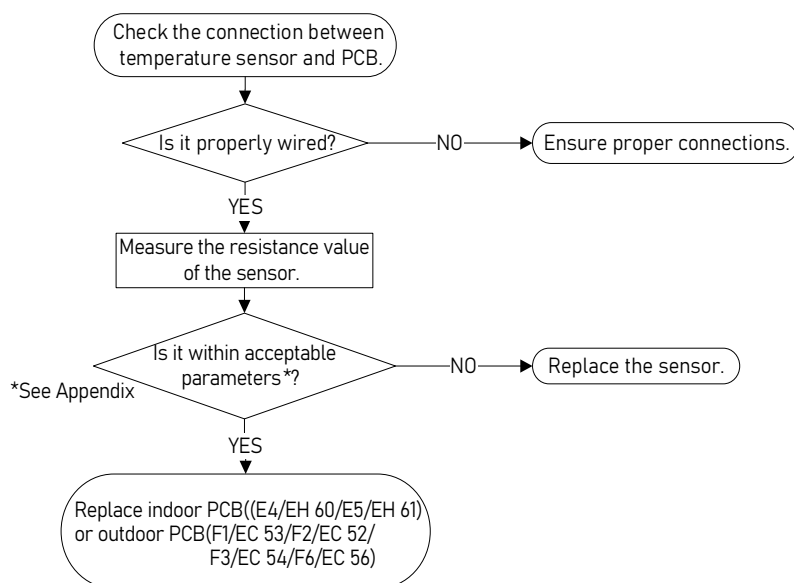 Check the connection between
temperature sensor and PCB.
Is it properly wired?
NO
Ensure proper connections.
YES
Measure the resistance value
of the sensor.
Is it within acceptable
parameters*?
NO
Replace the sensor.
*See Appendix
YES
Replace indoor PCB((E4/EH 60/E5/EH 61)
or outdoor PCB(F1/EC 53/F2/EC 52/
F3/EC 54/F6/EC 56)